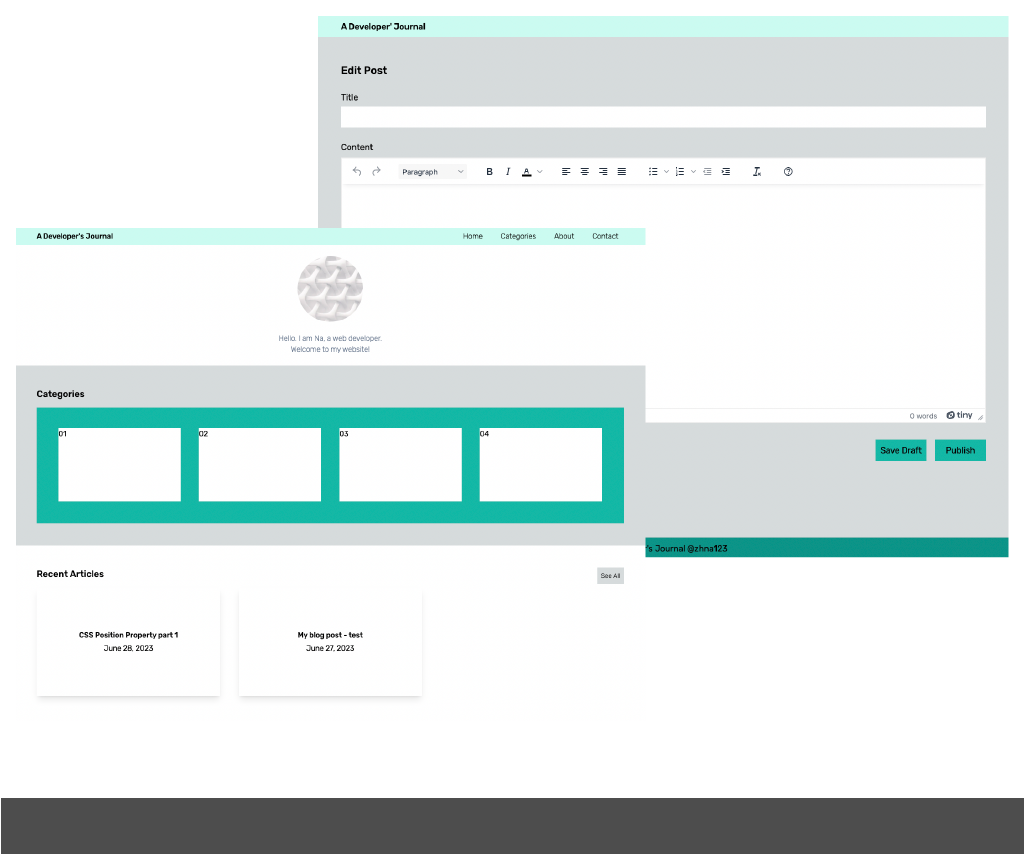 A Developer' Journal
Edit Post
Title
Content
Paragraph
B I A
A Developer's Journal Home Categories About Contact
Hello. I am Na, a web developer.
Welcome to my website!
Categories
01 02 03 04
0 words tiny
Save Draft Publish
's Journal @zhna123
Recent Articles See All
CSS Position Property part 1
June 28, 2023
My blog post - test
June 27, 2023